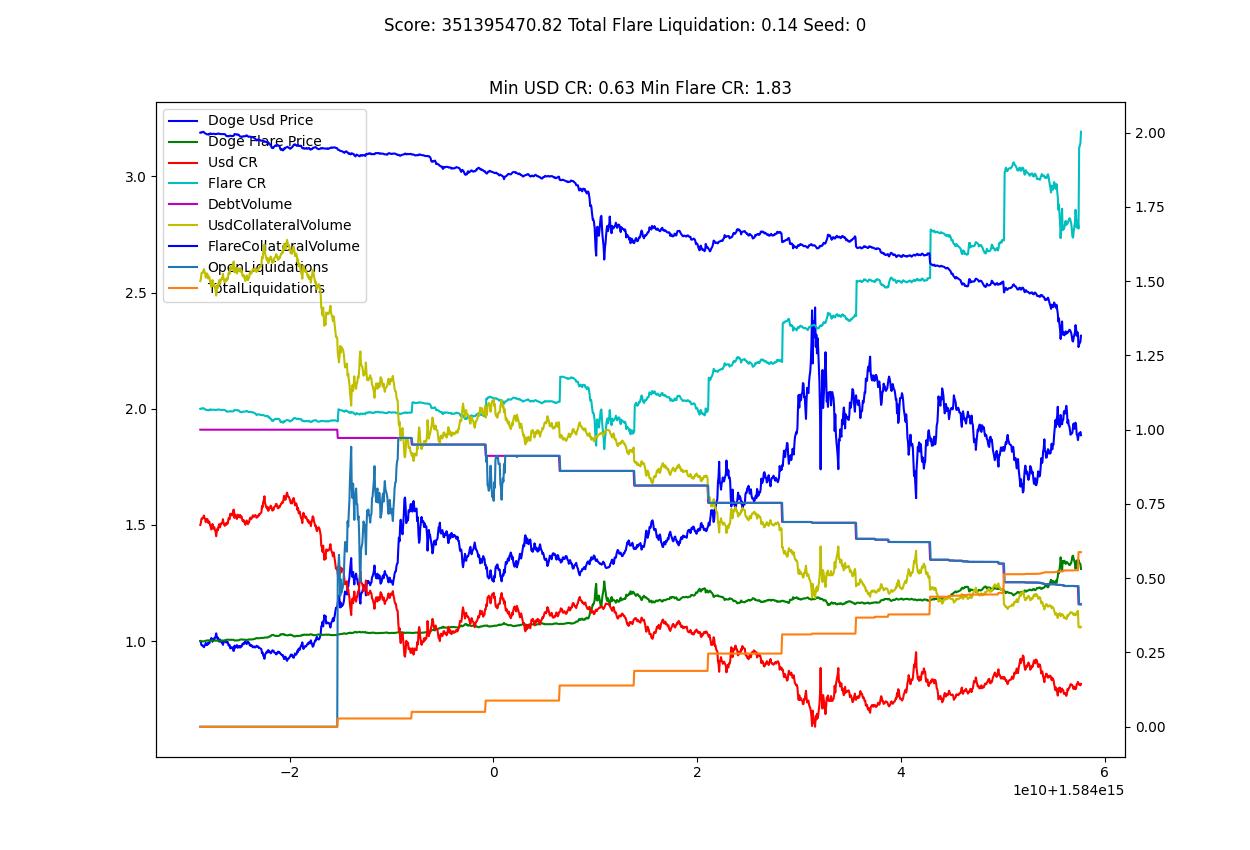 Score: 351395470.82 Total Flare Liquidation: 0.14 Seed: 0
Min USD CR: 0.63 Min Flare CR: 1.83
Doge Usd Price
Doge Flare Price
Usd CR
Flare CR
DebtVolume
UsdCollateralVolume
FlareCollateralVolume
OpenLiquidations
TotalLiquidations
3.0
2.5
2.0
1.5
1.0
2.00
1.75
1.50
1.25
1.00
0.75
0.50
0.25
0.00
−2
0
2
4
6
1e10+1.584e15